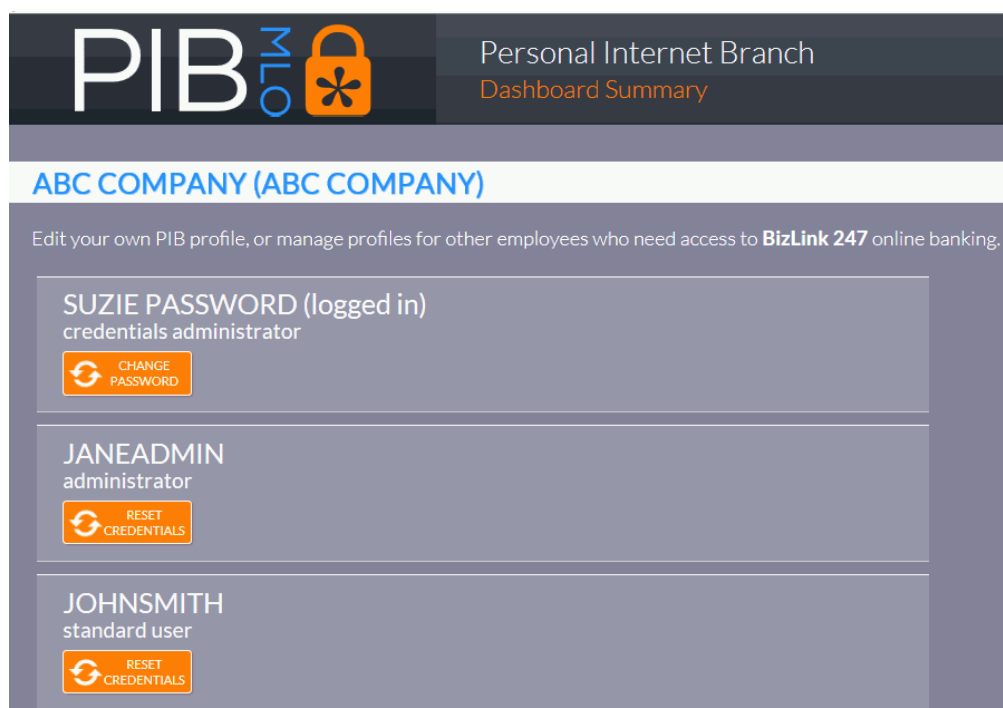 PIB MLO
Personal Internet Branch
Dashboard Summary
ABC COMPANY (ABC COMPANY)
Edit your own PIB profile, or manage profiles for other employees who need access to BizLink 247 online banking.
SUZIE PASSWORD (logged in)
credentials administrator
CHANGE
PASSWORD
JANEADMIN
administrator
RESET
CREDENTIALS
JOHNSMITH
standard user
RESET
CREDENTIALS